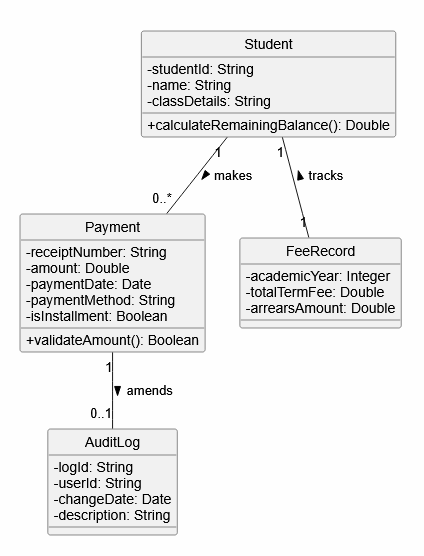 Student
-studentId: String
-name: String
-classDetails: String
+calculateRemainingBalance(): Double
1
1
makes
tracks
0..*
1
Payment
-receiptNumber: String
-amount: Double
-paymentDate: Date
-paymentMethod: String
-isInstallment: Boolean
+validateAmount(): Boolean
FeeRecord
-academicYear: Integer
-totalTermFee: Double
-arrearsAmount: Double
1
amends
0..1
AuditLog
-logId: String
-userId: String
-changeDate: Date
-description: String